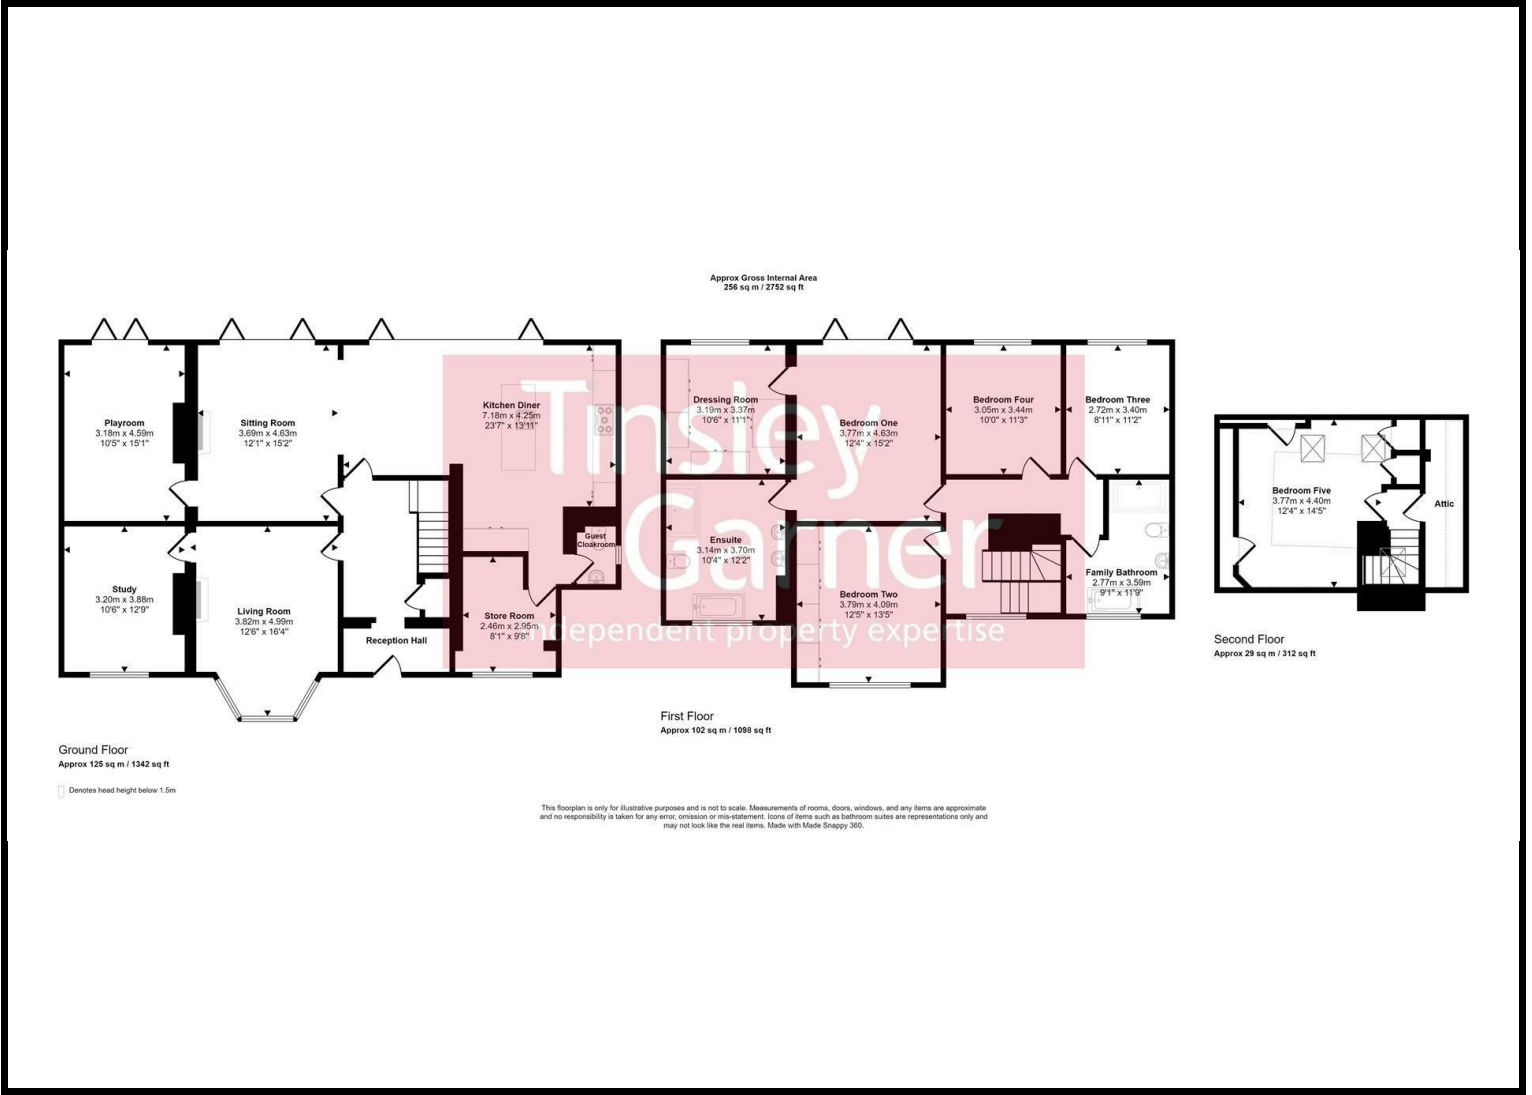 Approx Gross Internal Area
256 sq m / 2752 sq ft
Playroom
3.18m x 4.59m
10'5" x 15'1"
Sitting Room
3.69m x 4.63m
12'1" x 15'2"
Kitchen Diner
7.18m x 4.25m
23'7" x 13'11"
Study
3.20m x 3.88m
10'6" x 12'9"
Living Room
3.82m x 4.99m
12'6" x 16'4"
Reception Hall
Store Room
2.46m x 2.95m
8'1" x 9'8"
Guest
Cloakroom
Ground Floor
Approx 125 sq m / 1342 sq ft
Denotes head height below 1.5m
Dressing Room
3.19m x 3.37m
10'6" x 11'1"
Bedroom One
3.77m x 4.63m
12'4" x 15'2"
Bedroom Four
3.05m x 3.44m
10'0" x 11'3"
Bedroom Three
2.72m x 3.40m
8'11" x 11'2"
Ensuite
3.14m x 3.70m
10'4" x 12'2"
Bedroom Two
3.79m x 4.09m
12'5" x 13'5"
Family Bathroom
2.77m x 3.59m
9'1" x 11'9"
First Floor
Approx 102 sq m / 1098 sq ft
Bedroom Five
3.77m x 4.40m
12'4" x 14'5"
Attic
Second Floor
Approx 29 sq m / 312 sq ft
Tinsley
Garner
independent property expertise
This floorplan is only for illustrative purposes and is not to scale. Measurements of rooms, doors, windows, and any items are approximate
and no responsibility is taken for any error, omission or mis-statement. Icons of items such as bathroom suites are representations only and
may not look like the real items. Made with Made Snappy 360.